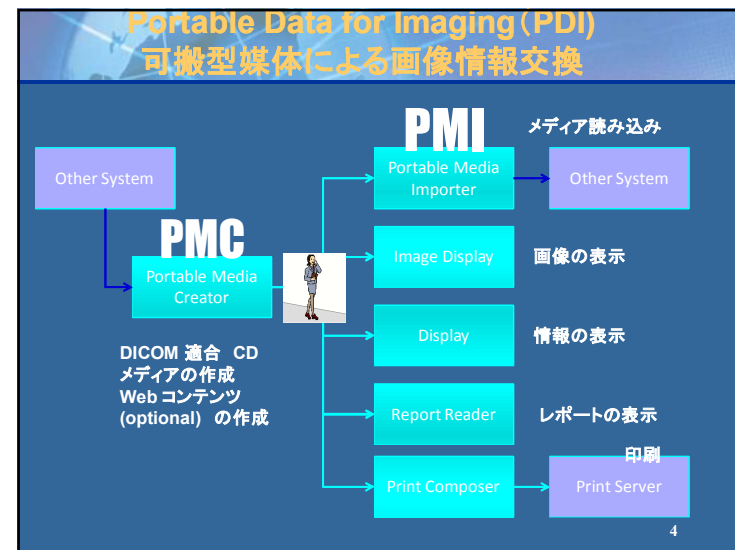 Portable Data for Imaging(PDI)
可搬型媒体による画像情報交換
PMI
メディア読み込み
Other System
Portable Media
Importer
Other System
PMC
Portable Media
Creator
Image Display
画像の表示
Display
情報の表示
DICOM 適合 CD
メディアの作成
Web コンテンツ
(optional) の作成
Report Reader
レポートの表示
印刷
Print Composer
Print Server
4